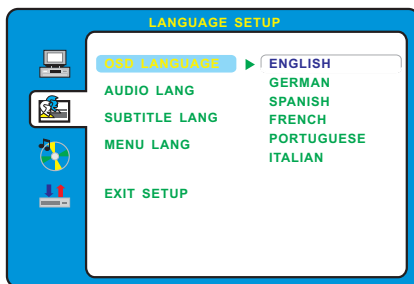 LANGUAGE SETUP
OSD LANGUAGE
AUDIO LANG
SUBTITLE LANG
MENU LANG
EXIT SETUP
ENGLISH
GERMAN
SPANISH
FRENCH
PORTUGUESE
ITALIAN